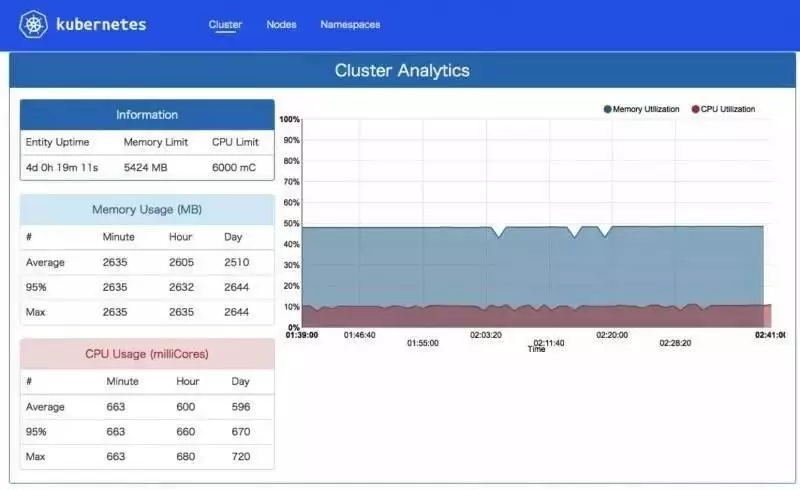 kubernetes Cluster Nodes Namespaces
Cluster Analytics
Information
Entity Uptime Memory Limit CPU Limit
4d 0h 19m 11s 5424 MB 6000 mC
Memory Usage (MB)
# Minute Hour Day
Average 2635 2605 2510
95% 2635 2632 2644
Max 2635 2635 2644
CPU Usage (milliCores)
# Minute Hour Day
Average 663 600 596
95% 663 660 670
Max 663 680 720
Memory Utilization CPU Utilization
100%
90%
80%
70%
60%
50%
40%
30%
20%
10%
0%
01:39:00 01:46:40 01:55:00 02:03:20 02:11:40 02:20:00 02:28:20 02:41:00
Time